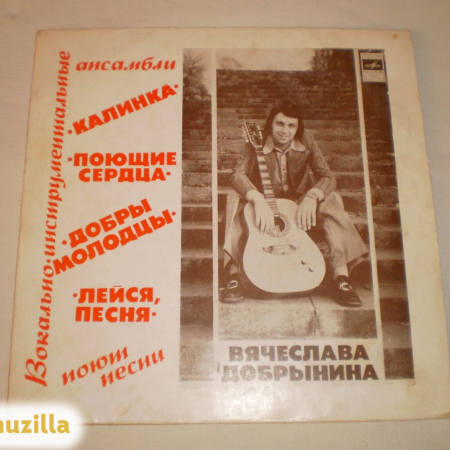 Вокально-инструментальные
ансамбли
·КАЛИНКА·
·ПОЮЩИЕ
СЕРДЦА·
·ДОБРЫ
МОЛОДЦЫ·
·ЛЕЙСЯ,
ПЕСНЯ·
поют
песни
ВЯЧЕСЛАВА
ДОБРЫНИНА
uzilla